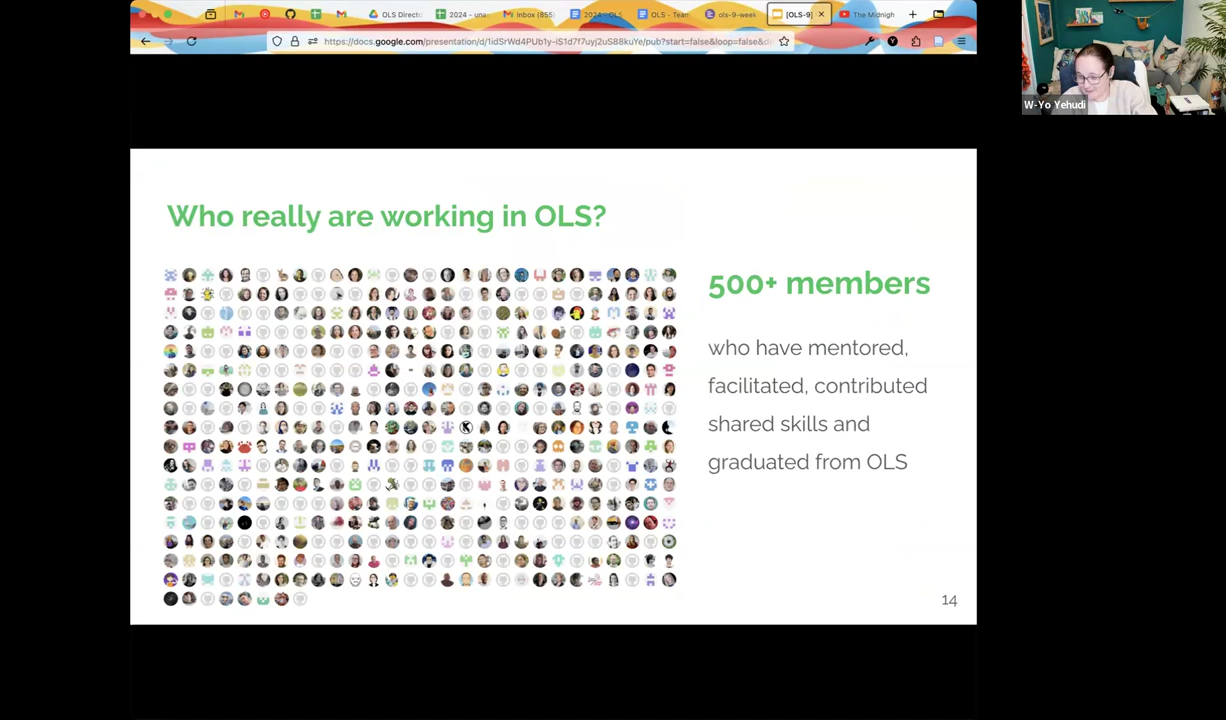 OLS Directo
2024 - una
Inbox (855)
2024 - OLS
OLS - Team
ols-9-week
[OLS-9]
The Midnigh
https://docs.google.com/presentation/d/1idSrWd4PUb1y-iS1d7f7uyj2uS88kuYe/pub?start=false&loop=false&d
W-Yo Yehudi
Who really are working in OLS?
500+ members
who have mentored,
facilitated, contributed
shared skills and
graduated from OLS
14